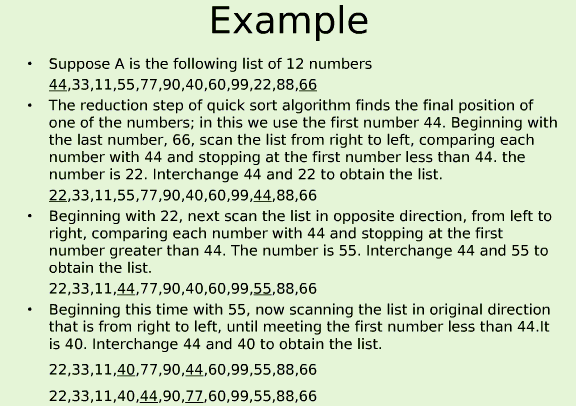 Example
• Suppose A is the following list of 12 numbers
44,33,11,55,77,90,40,60,99,22,88,66
• The reduction step of quick sort algorithm finds the final position of
one of the numbers; in this we use the first number 44. Beginning with
the last number, 66, scan the list from right to left, comparing each
number with 44 and stopping at the first number less than 44. the
number is 22. Interchange 44 and 22 to obtain the list.
22,33,11,55,77,90,40,60,99,44,88,66
• Beginning with 22, next scan the list in opposite direction, from left to
right, comparing each number with 44 and stopping at the first
number greater than 44. The number is 55. Interchange 44 and 55 to
obtain the list.
22,33,11,44,77,90,40,60,99,55,88,66
• Beginning this time with 55, now scanning the list in original direction
that is from right to left, until meeting the first number less than 44.It
is 40. Interchange 44 and 40 to obtain the list.
22,33,11,40,77,90,44,60,99,55,88,66
22,33,11,40,44,90,77,60,99,55,88,66